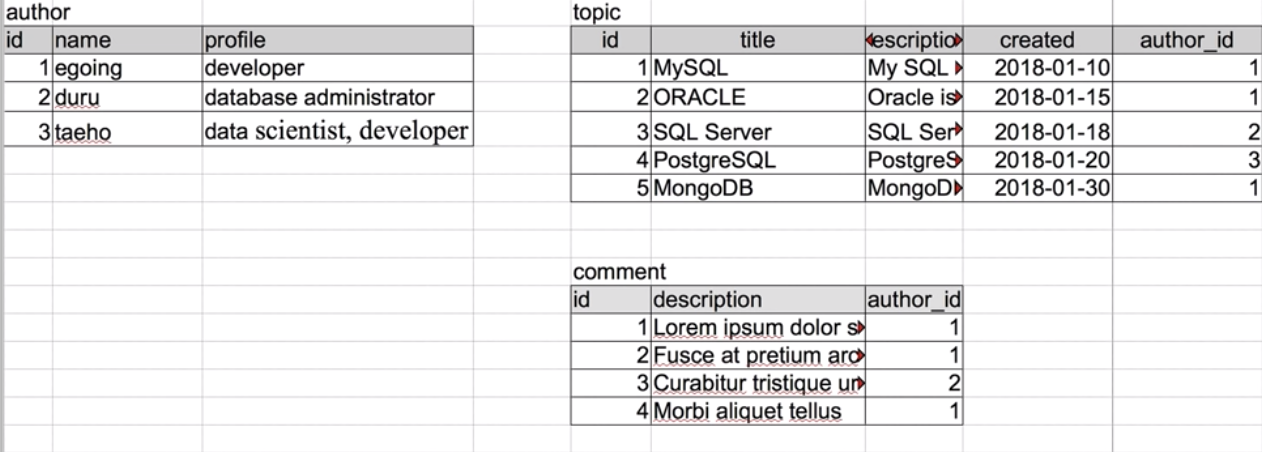 author topic
id name profile id title escriptio created author_id
1 egoing developer 1 MySQL My SQL 2018-01-10 1
2 duru database administrator 2 ORACLE Oracle is 2018-01-15 1
3 taeho data scientist, developer 3 SQL Server SQL Ser 2018-01-18 2
4 PostgreSQL PostgreS 2018-01-20 3
5 MongoDB MongoD 2018-01-30 1
comment
id description author_id
1 Lorem ipsum dolor s 1
2 Fusce at pretium arc 1
3 Curabitur tristique ur 2
4 Morbi aliquet tellus 1